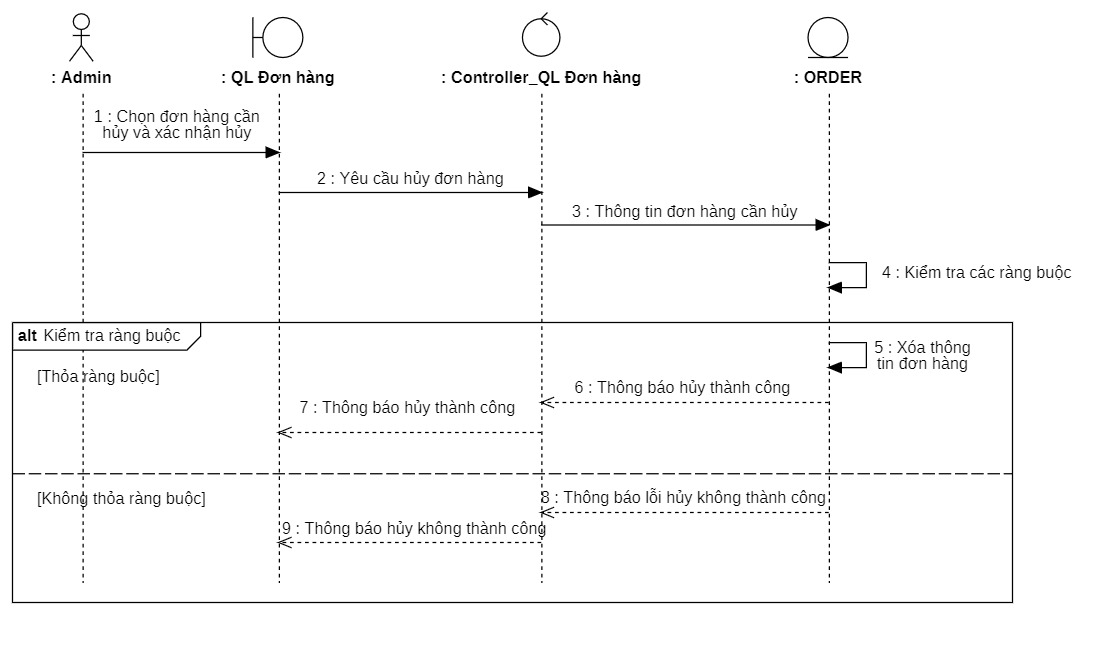 : Admin
: QL Đơn hàng
: Controller_QL Đơn hàng
: ORDER
1 : Chọn đơn hàng cần
hủy và xác nhận hủy
2 : Yêu cầu hủy đơn hàng
3 : Thông tin đơn hàng cần hủy
4 : Kiểm tra các ràng buộc
alt Kiểm tra ràng buộc
5 : Xóa thông
tin đơn hàng
[Thỏa ràng buộc]
6 : Thông báo hủy thành công
7 : Thông báo hủy thành công
[Không thỏa ràng buộc]
8 : Thông báo lỗi hủy không thành công
9 : Thông báo hủy không thành công